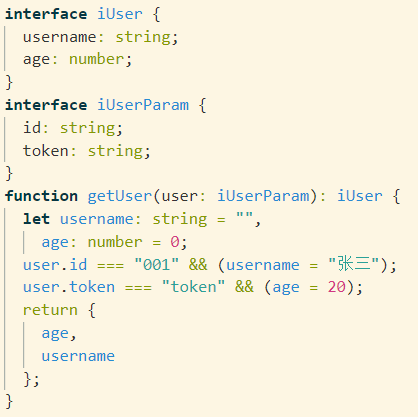 interface iUser {
  username: string;
  age: number;
}
interface iUserParam {
  id: string;
  token: string;
}
function getUser(user: iUserParam): iUser {
  let username: string = "",
    age: number = 0;
  user.id === "001" && (username = "张三");
  user.token === "token" && (age = 20);
  return {
    age,
    username
  };
}